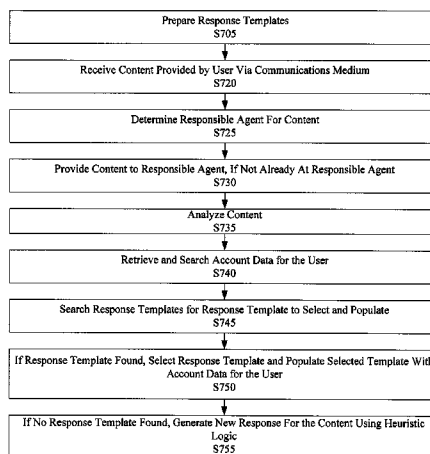 Prepare Response Templates
S705
Receive Content Provided by User Via Communications Medium
S720
Determine Responsible Agent For Content
S725
Provide Content to Responsible Agent, If Not Already At Responsible Agent
S730
Analyze Content
S735
Retrieve and Search Account Data for the User
S740
Search Response Templates for Response Template to Select and Populate
S745
If Response Template Found, Select Response Template and Populate Selected Template With
Account Data for the User
S750
If No Response Template Found, Generate New Response For the Content Using Heuristic
Logic
S755